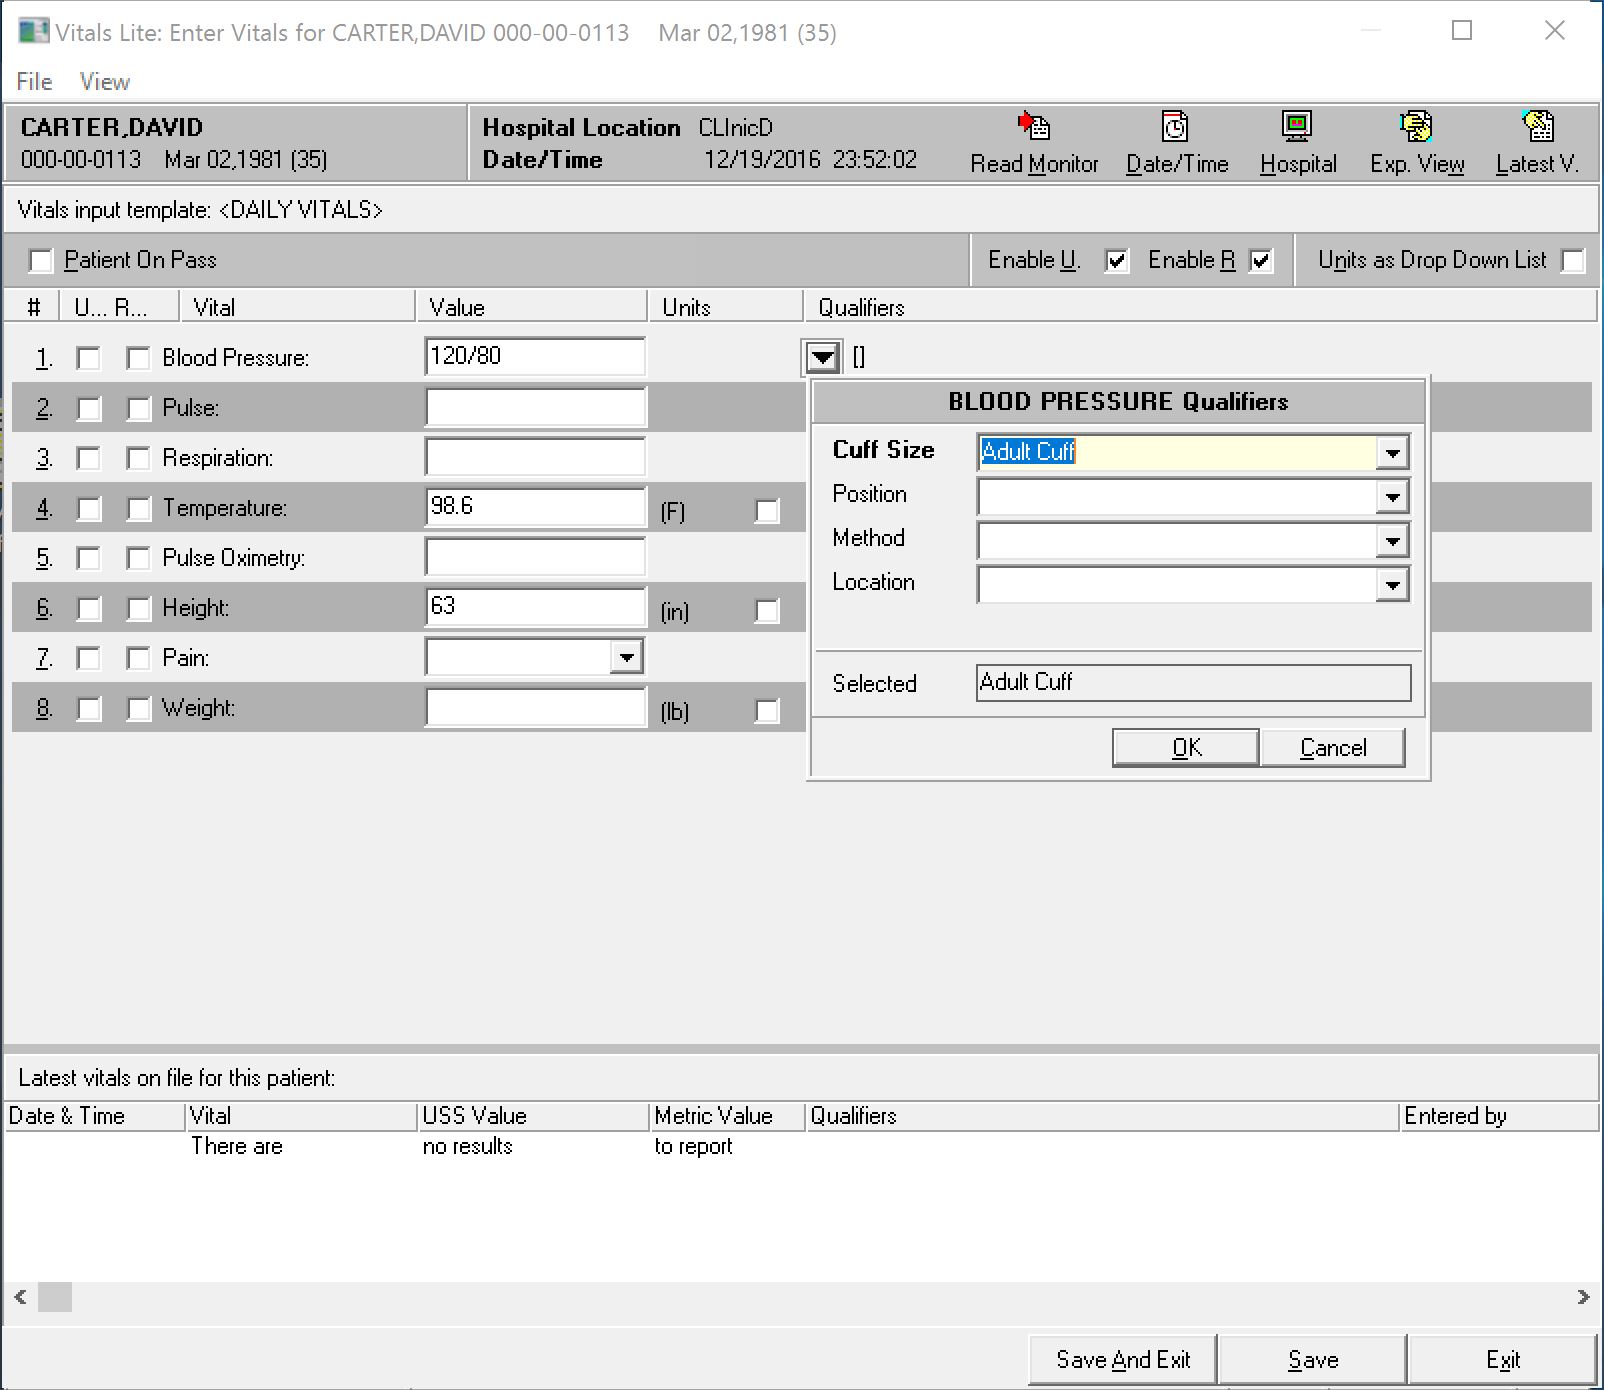 Vitals Lite: Enter Vitals for CARTER,DAVID 000-00-0113 Mar 02,1981 (35)
File View
CARTER,DAVID
000-00-0113 Mar 02,1981 (35)
Hospital Location CLInicD
Date/Time 12/19/2016 23:52:02
Read Monitor Date/Time Hospital Exp. View Latest V.
Vitals input template: <DAILY VITALS>
Patient On Pass Enable U. Enable R Units as Drop Down List
# U... R... Vital Value Units Qualifiers
1. Blood Pressure: 120/80 []
2. Pulse:
3. Respiration:
4. Temperature: 98.6 (F)
5. Pulse Oximetry:
6. Height: 63 (in)
7. Pain:
8. Weight: (lb)
BLOOD PRESSURE Qualifiers
Cuff Size Adult Cuff
Position
Method
Location
Selected Adult Cuff
OK Cancel
Latest vitals on file for this patient:
Date & Time Vital USS Value Metric Value Qualifiers Entered by
There are no results to report
Save And Exit Save Exit